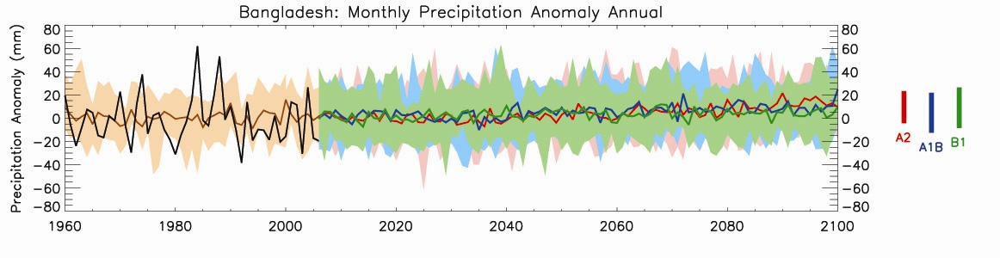 Bangladesh: Monthly Precipitation Anomaly Annual
Precipitation Anomaly (mm)
80 80
60 60
40 40
20 20
0 0
−20 −20
−40 −40
−60 −60
−80 −80
1960 1980 2000 2020 2040 2060 2080 2100
A2 A1B B1